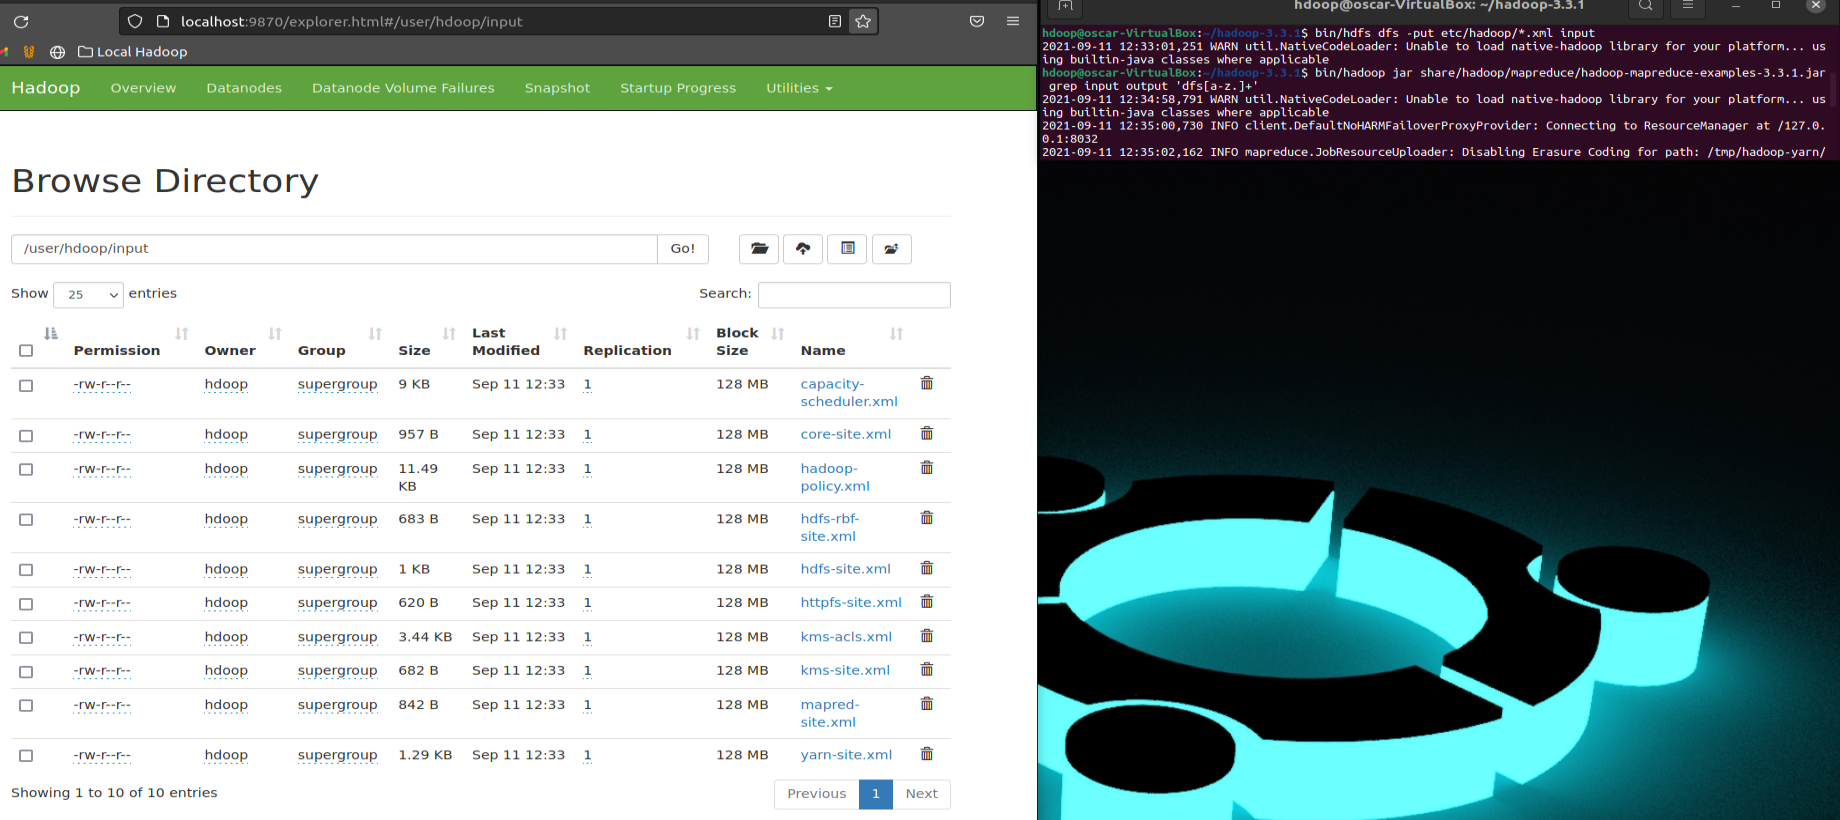 localhost:9870/explorer.html#/user/hdoop/input
Local Hadoop
Hadoop Overview Datanodes Datanode Volume Failures Snapshot Startup Progress Utilities
Browse Directory
/user/hdoop/input Go!
Show 25 entries Search:
Permission Owner Group Size Last Modified Replication Block Size Name
-rw-r--r-- hdoop supergroup 9 KB Sep 11 12:33 1 128 MB capacity-scheduler.xml
-rw-r--r-- hdoop supergroup 957 B Sep 11 12:33 1 128 MB core-site.xml
-rw-r--r-- hdoop supergroup 11.49 KB Sep 11 12:33 1 128 MB hadoop-policy.xml
-rw-r--r-- hdoop supergroup 683 B Sep 11 12:33 1 128 MB hdfs-rbf-site.xml
-rw-r--r-- hdoop supergroup 1 KB Sep 11 12:33 1 128 MB hdfs-site.xml
-rw-r--r-- hdoop supergroup 620 B Sep 11 12:33 1 128 MB httpfs-site.xml
-rw-r--r-- hdoop supergroup 3.44 KB Sep 11 12:33 1 128 MB kms-acls.xml
-rw-r--r-- hdoop supergroup 682 B Sep 11 12:33 1 128 MB kms-site.xml
-rw-r--r-- hdoop supergroup 842 B Sep 11 12:33 1 128 MB mapred-site.xml
-rw-r--r-- hdoop supergroup 1.29 KB Sep 11 12:33 1 128 MB yarn-site.xml
Showing 1 to 10 of 10 entries Previous 1 Next
hdoop@oscar-VirtualBox: ~/hadoop-3.3.1
hdoop@oscar-VirtualBox:~/hadoop-3.3.1$ bin/hdfs dfs -put etc/hadoop/*.xml input
2021-09-11 12:33:01,251 WARN util.NativeCodeLoader: Unable to load native-hadoop library for your platform... us
ing builtin-java classes where applicable
hdoop@oscar-VirtualBox:~/hadoop-3.3.1$ bin/hadoop jar share/hadoop/mapreduce/hadoop-mapreduce-examples-3.3.1.jar
 grep input output 'dfs[a-z.]+'
2021-09-11 12:34:58,791 WARN util.NativeCodeLoader: Unable to load native-hadoop library for your platform... us
ing builtin-java classes where applicable
2021-09-11 12:35:00,730 INFO client.DefaultNoHARMFailoverProxyProvider: Connecting to ResourceManager at /127.0.
0.1:8032
2021-09-11 12:35:02,162 INFO mapreduce.JobResourceUploader: Disabling Erasure Coding for path: /tmp/hadoop-yarn/